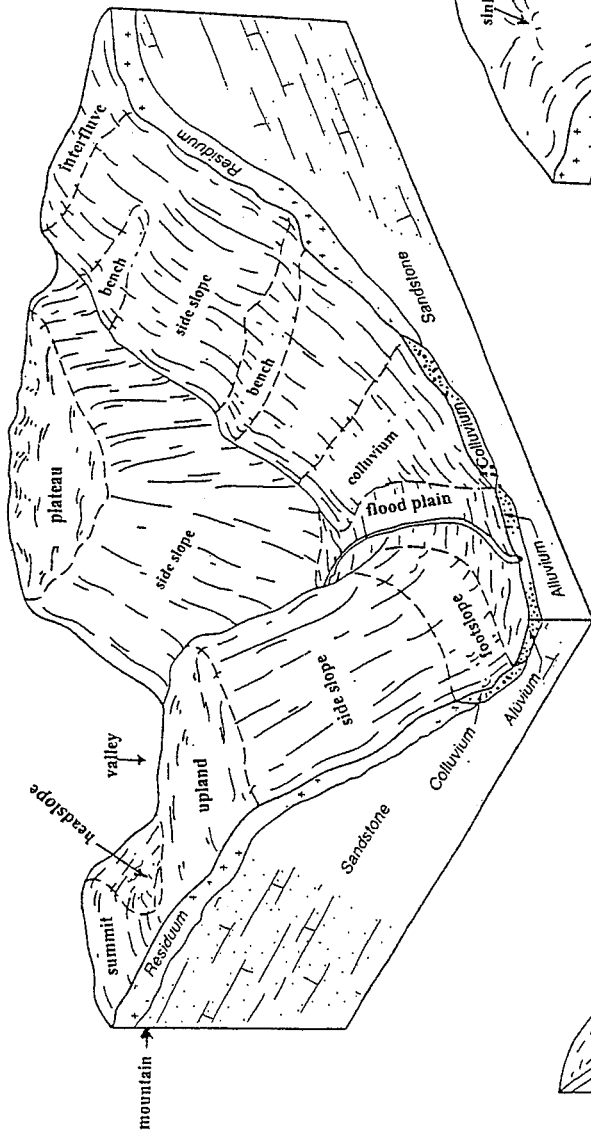 mountain
summit
headslope
valley
Residuum
upland
plateau
side slope
interfluve
bench
side slope
Residuum
bench
side slope
colluvium
flood plain
footslope
Sandstone
Colluvium
Aluvium
Alluvium
Colluvium
Sandstone